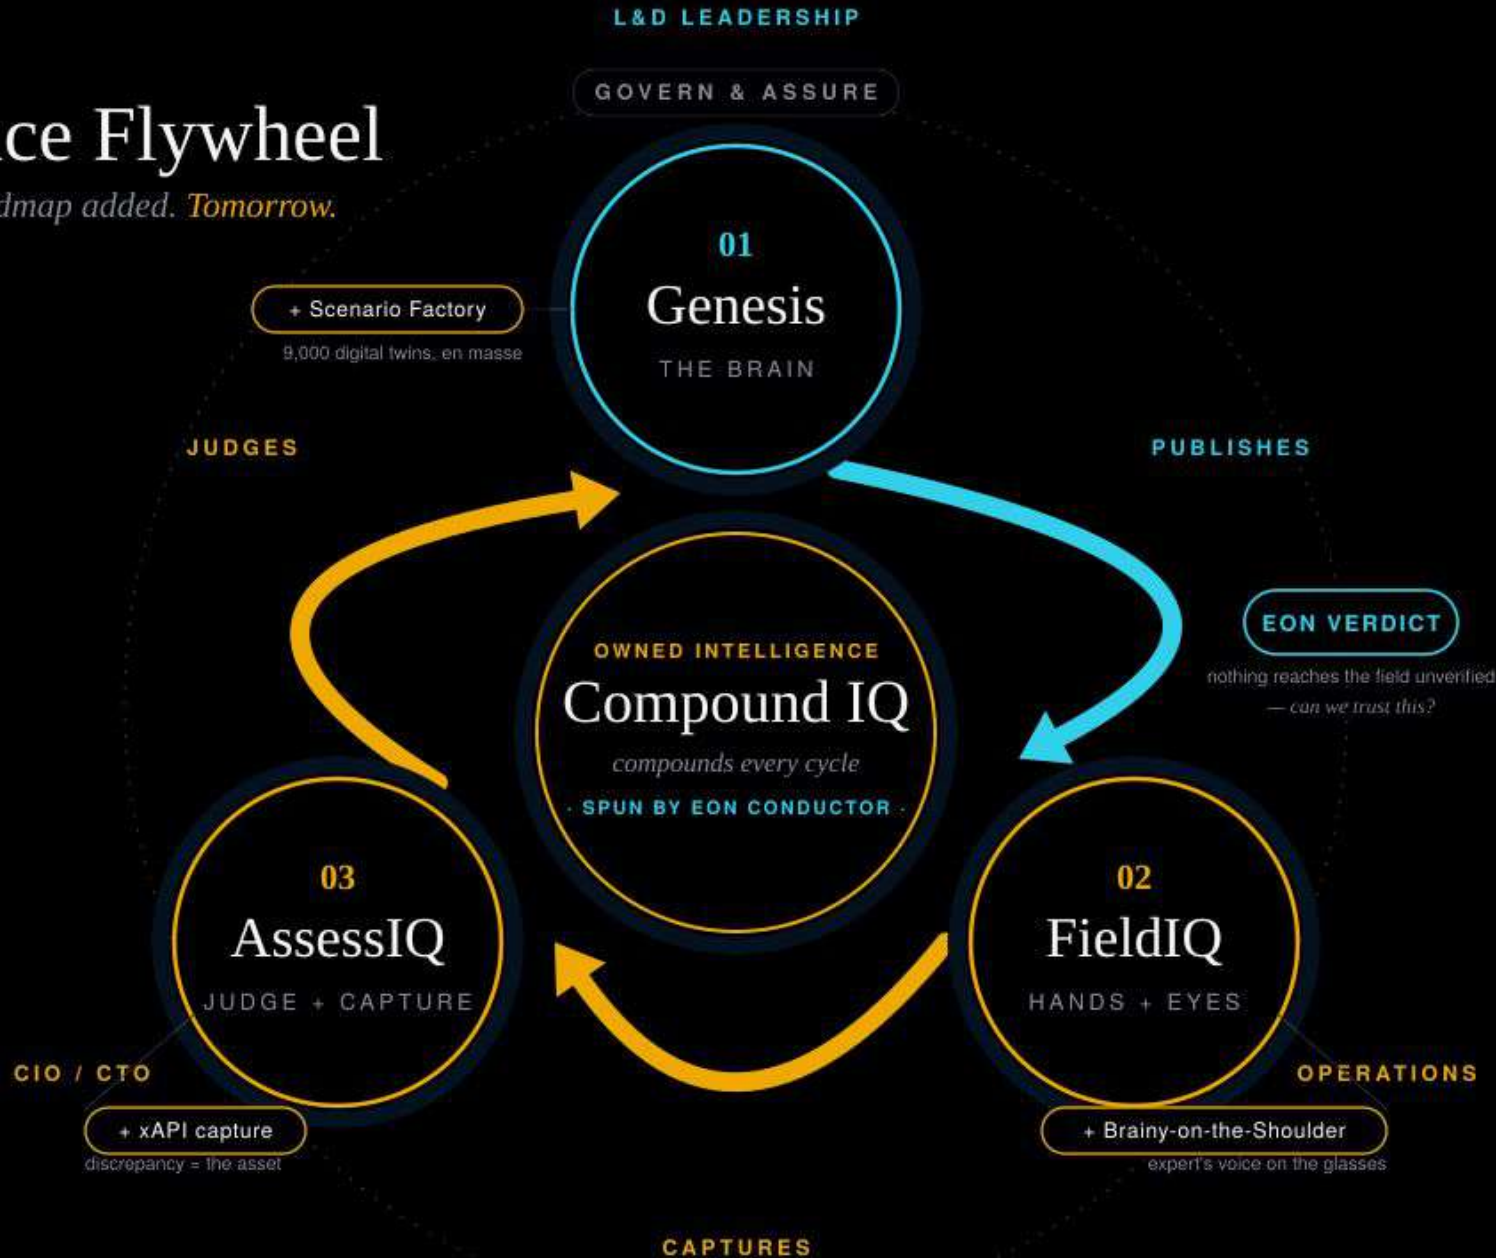 L&D LEADERSHIP
GOVERN & ASSURE
ce Flywheel
dmap added. Tomorrow.
01
Genesis
THE BRAIN
+ Scenario Factory
9,000 digital twins, en masse
JUDGES
PUBLISHES
EON VERDICT
nothing reaches the field unverified
— can we trust this?
OWNED INTELLIGENCE
Compound IQ
compounds every cycle
· SPUN BY EON CONDUCTOR ·
03
AssessIQ
JUDGE + CAPTURE
02
FieldIQ
HANDS + EYES
CIO / CTO
+ xAPI capture
discrepancy = the asset
OPERATIONS
+ Brainy-on-the-Shoulder
expert's voice on the glasses
CAPTURES